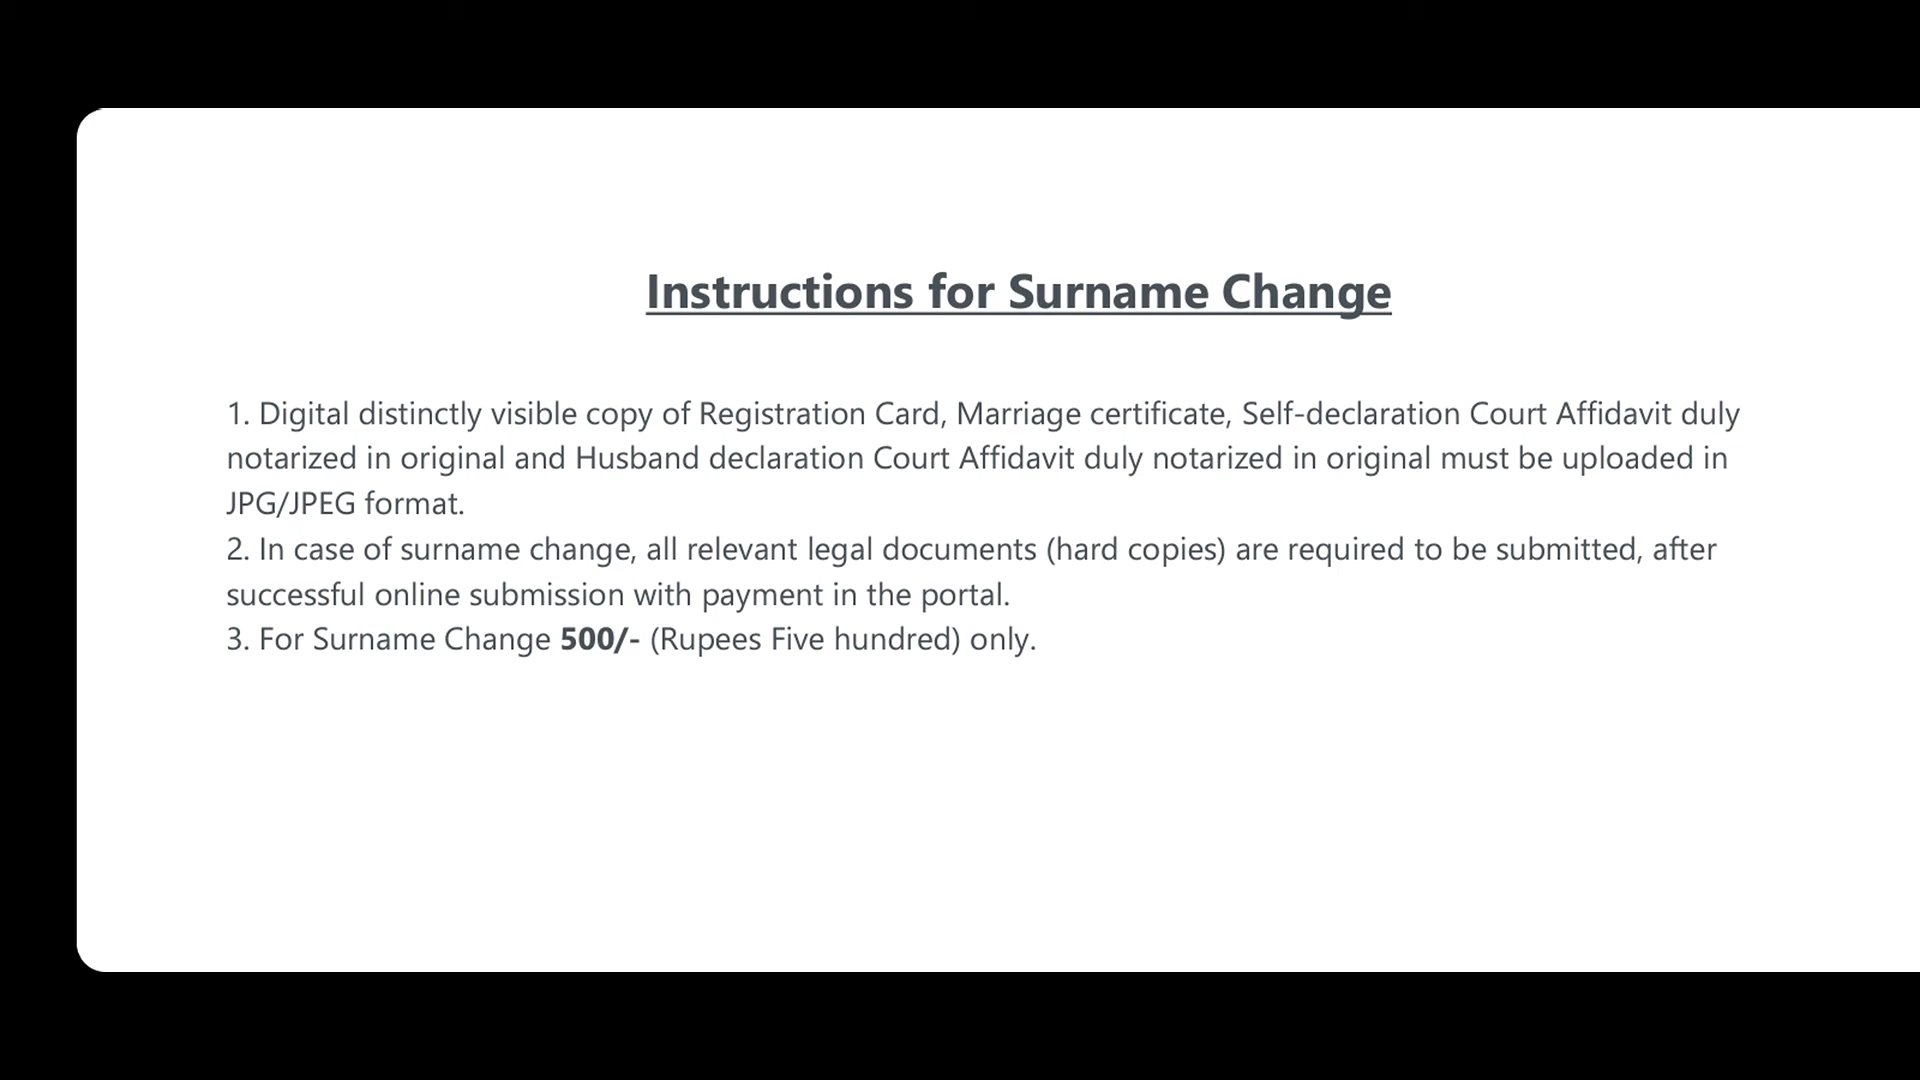 Instructions for Surname Change
1. Digital distinctly visible copy of Registration Card, Marriage certificate, Self-declaration Court Affidavit duly
notarized in original and Husband declaration Court Affidavit duly notarized in original must be uploaded in
JPG/JPEG format.
2. In case of surname change, all relevant legal documents (hard copies) are required to be submitted, after
successful online submission with payment in the portal.
3. For Surname Change 500/- (Rupees Five hundred) only.